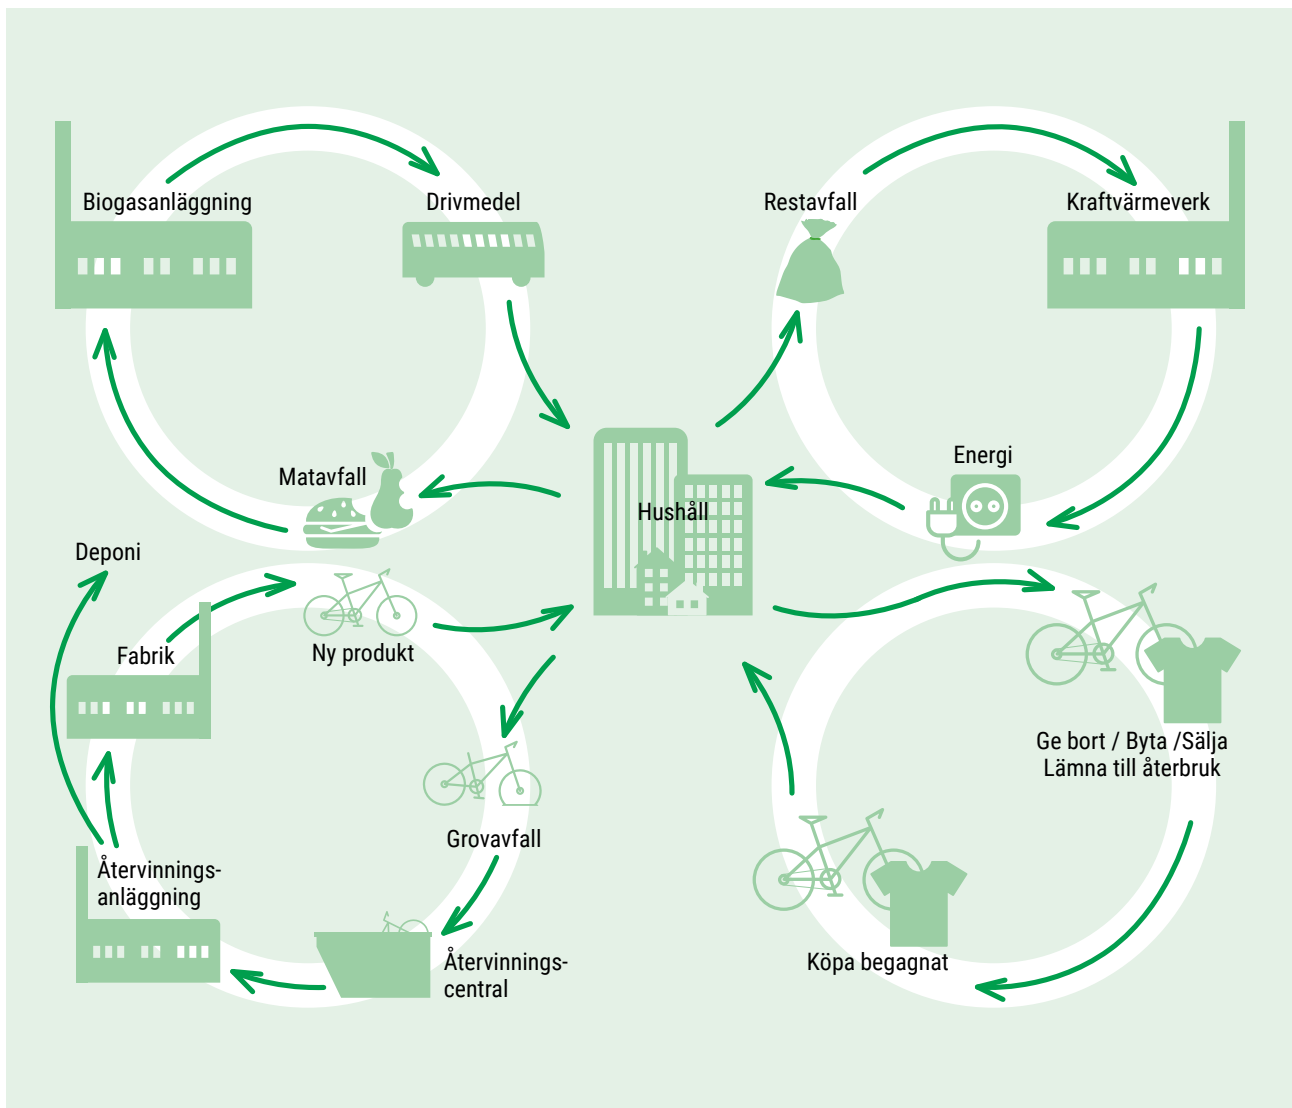 Biogasanläggning
Drivmedel
Restavfall
Kraftvärmeverk
Matavfall
Energi
Hushåll
Deponi
Fabrik
Ny produkt
Ge bort / Byta /Sälja
Lämna till återbruk
Grovavfall
Återvinnings-
anläggning
Återvinnings-
central
Köpa begagnat